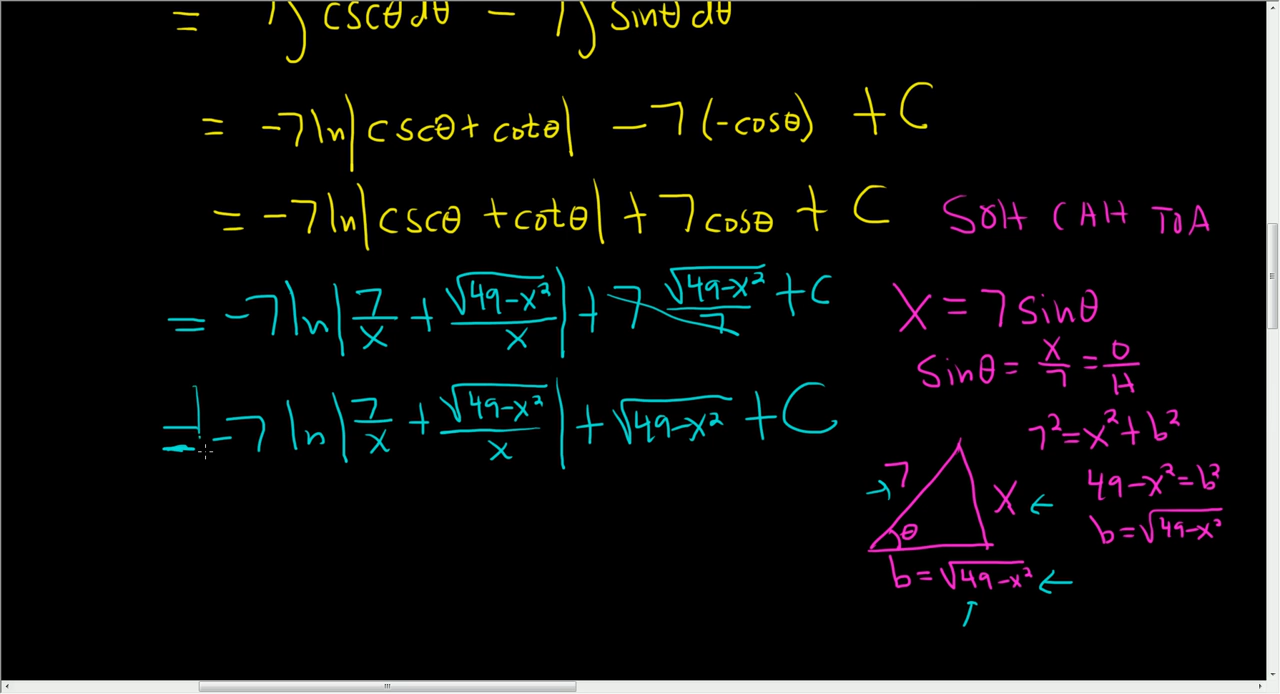 = 7∫cscθdθ − 7∫sinθdθ
= -7ln|cscθ+cotθ| − 7(-cosθ) + C
= -7ln|cscθ +cotθ| + 7cosθ + C
SOH CAH TOA
= -7ln|7/x + √(49-x²)/x| + 7 √(49-x²)/7 + C
X = 7sinθ
Sinθ = X/7 = O/H
= -7ln|7/x + √(49-x²)/x| + √(49-x²) + C
7² = x² + b²
49-x² = b²
b = √(49-x²)
7
X
θ
b = √(49-x²)